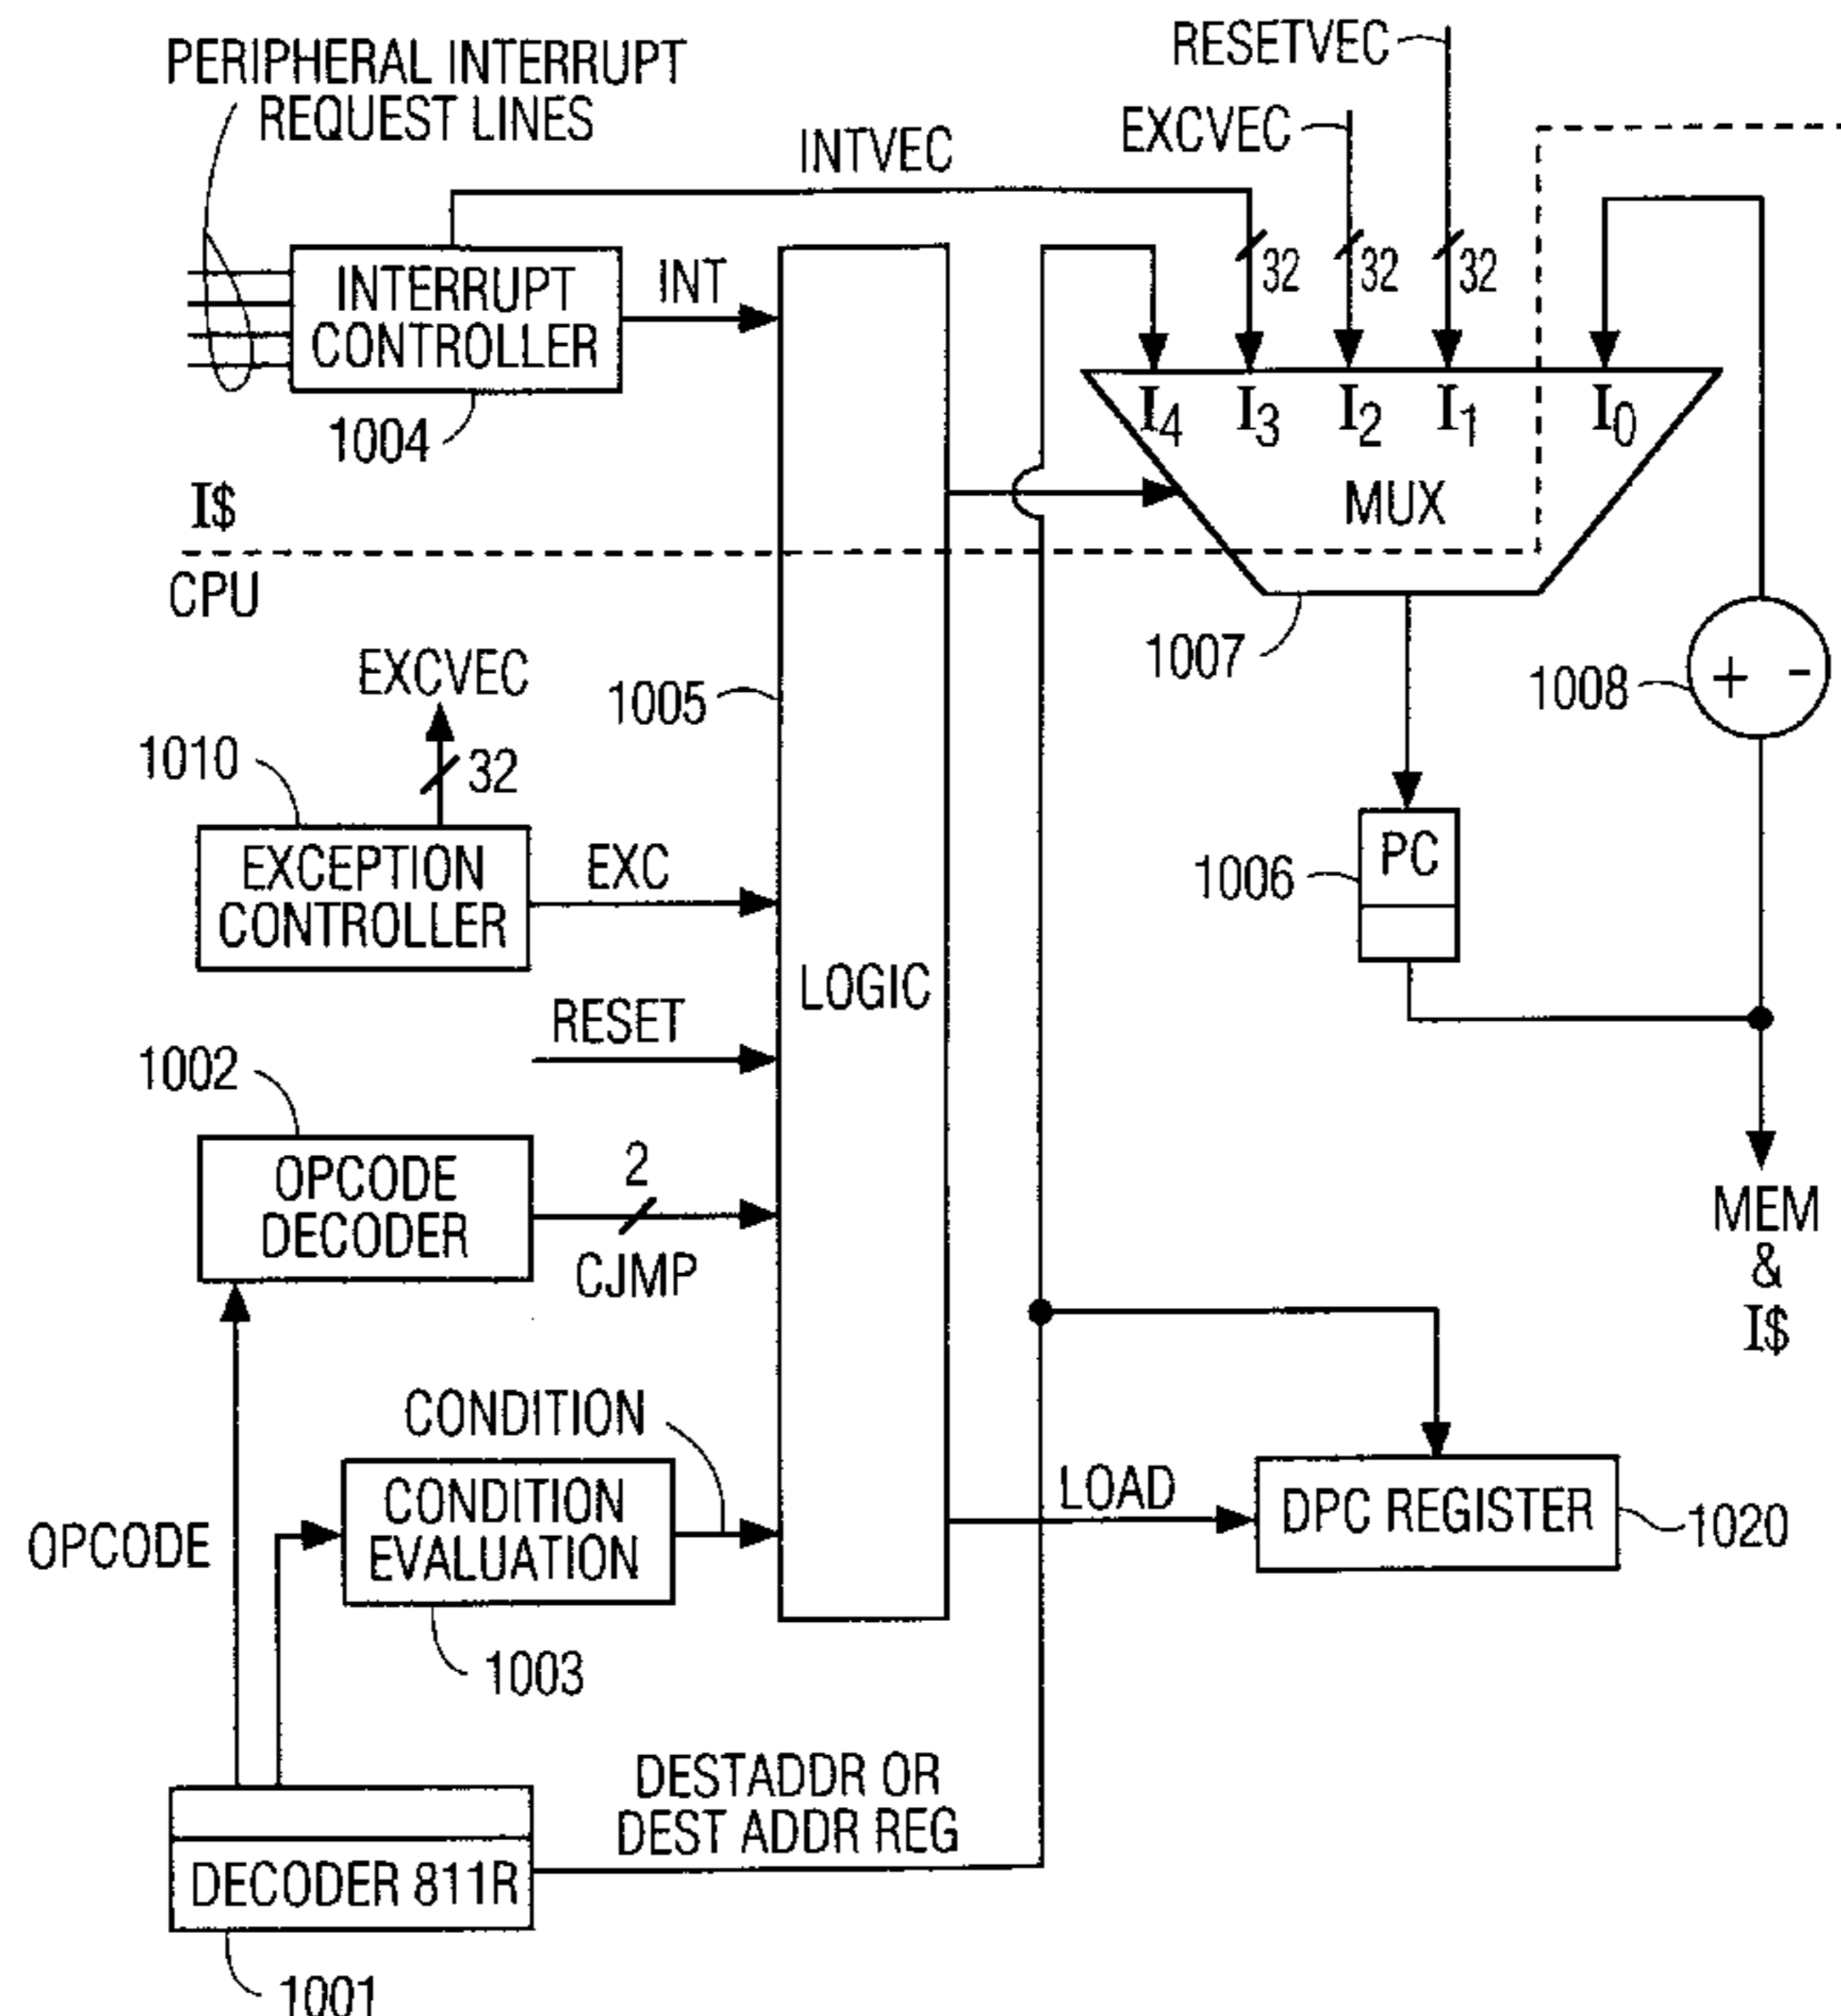 PERIPHERAL INTERRUPT
REQUEST LINES
RESETVEC
EXCVEC
INTVEC
INTERRUPT
CONTROLLER
INT
32
32
32
1004
I4
I3
I2
I1
I0
MUX
I$
CPU
1007
1008
+ -
EXCVEC
1005
1010
32
EXCEPTION
CONTROLLER
EXC
PC
1006
LOGIC
RESET
1002
OPCODE
DECODER
2
CJMP
MEM
&
I$
CONDITION
CONDITION
EVALUATION
OPCODE
LOAD
DPC REGISTER
1020
1003
DESTADDR OR
DEST ADDR REG
DECODER 811R
1001